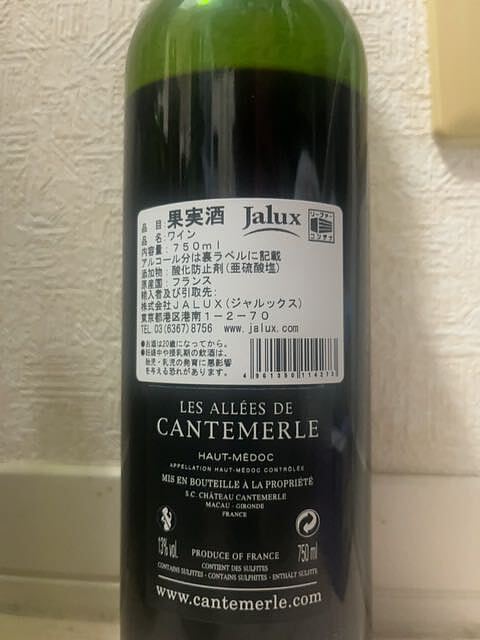 品 目:果実酒 Jalux リーファーコンテナ
品 名:ワイン
内容量:750ml
アルコール分は裏ラベルに記載
添加物:酸化防止剤(亜硫酸塩)
原産国:フランス
輸入者及び引取先:
株式会社JALUX(ジャルックス)
東京都港区港南1-2-70
TEL 03(6367)8756 www.jalux.com
●お酒は20歳になってから。
●妊娠中や授乳期の飲酒は、
胎児・乳児の発育に悪影響
を与える恐れがあります。
LES ALLÉES DE
CANTEMERLE
HAUT-MÉDOC
APPELLATION HAUT-MÉDOC CONTRÔLÉE
MIS EN BOUTEILLE À LA PROPRIÉTÉ
S.C. CHÂTEAU CANTEMERLE
MACAU - GIRONDE
FRANCE
13% vol. PRODUCE OF FRANCE 750 ml
CONTIENT DES SULFITES
CONTAINS SULFITES - CONTAINS SULPHITES - ENTHÄLT SULFITE
www.cantemerle.com